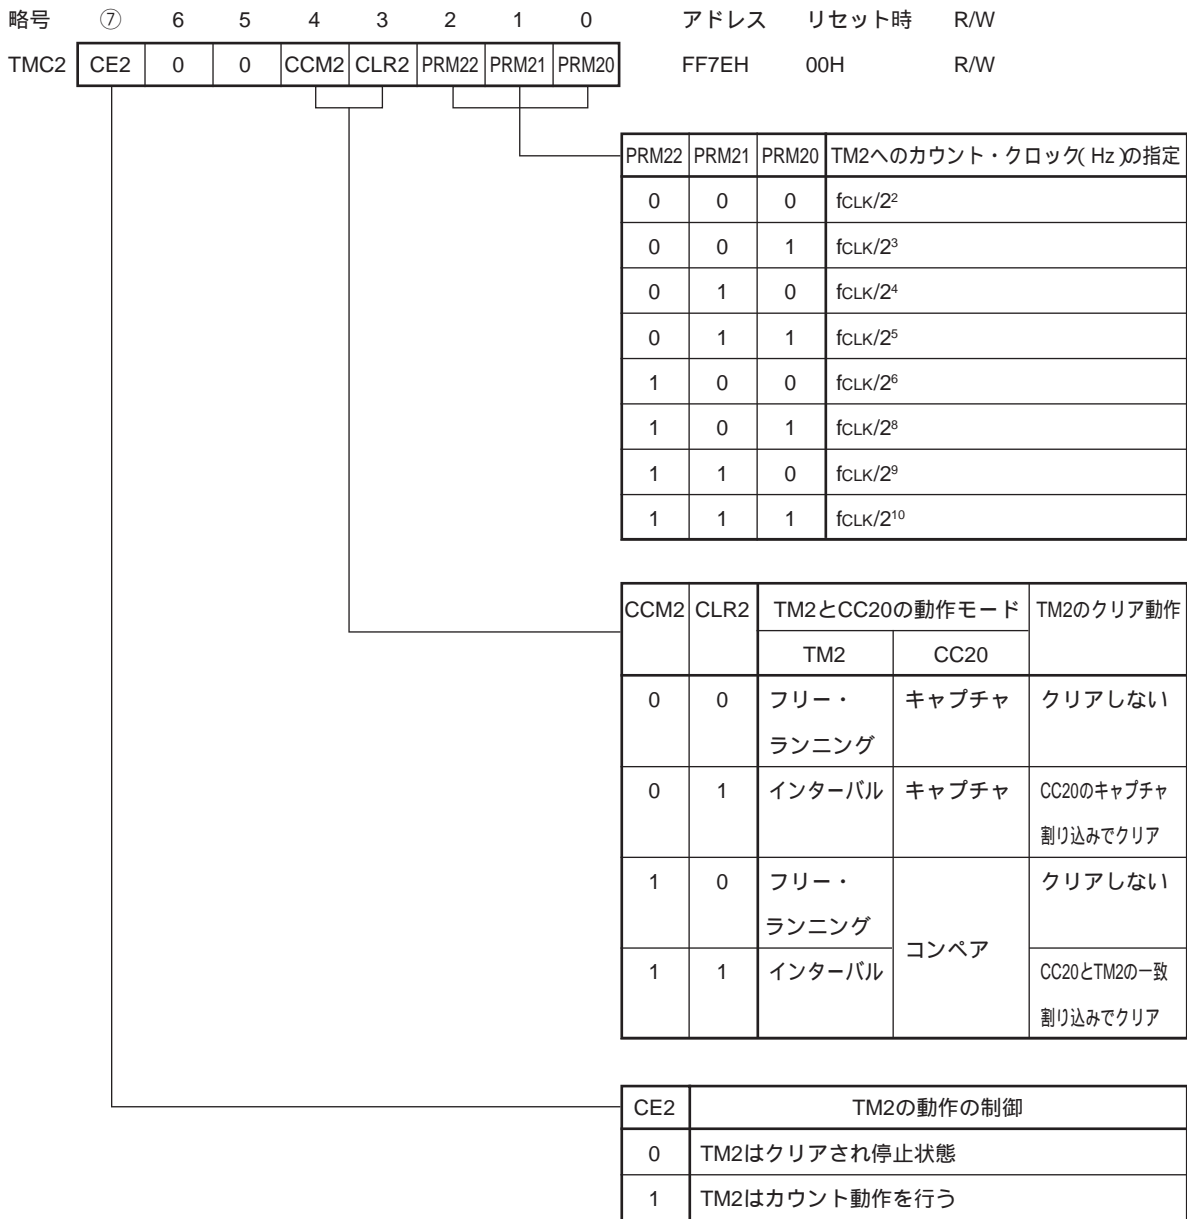 略号 ⑦ 6 5 4 3 2 1 0 アドレス リセット時 R/W
TMC2 CE2 0 0 CCM2 CLR2 PRM22 PRM21 PRM20 FF7EH 00H R/W
PRM22 PRM21 PRM20 TM2へのカウント・クロック(Hz)の指定
0 0 0 fCLK/2²
0 0 1 fCLK/2³
0 1 0 fCLK/2⁴
0 1 1 fCLK/2⁵
1 0 0 fCLK/2⁶
1 0 1 fCLK/2⁸
1 1 0 fCLK/2⁹
1 1 1 fCLK/2¹⁰
CCM2 CLR2 TM2とCC20の動作モード TM2のクリア動作
TM2 CC20
0 0 フリー・ キャプチャ クリアしない
ランニング
0 1 インターバル キャプチャ CC20のキャプチャ
割り込みでクリア
1 0 フリー・ クリアしない
ランニング
コンペア
1 1 インターバル CC20とTM2の一致
割り込みでクリア
CE2 TM2の動作の制御
0 TM2はクリアされ停止状態
1 TM2はカウント動作を行う